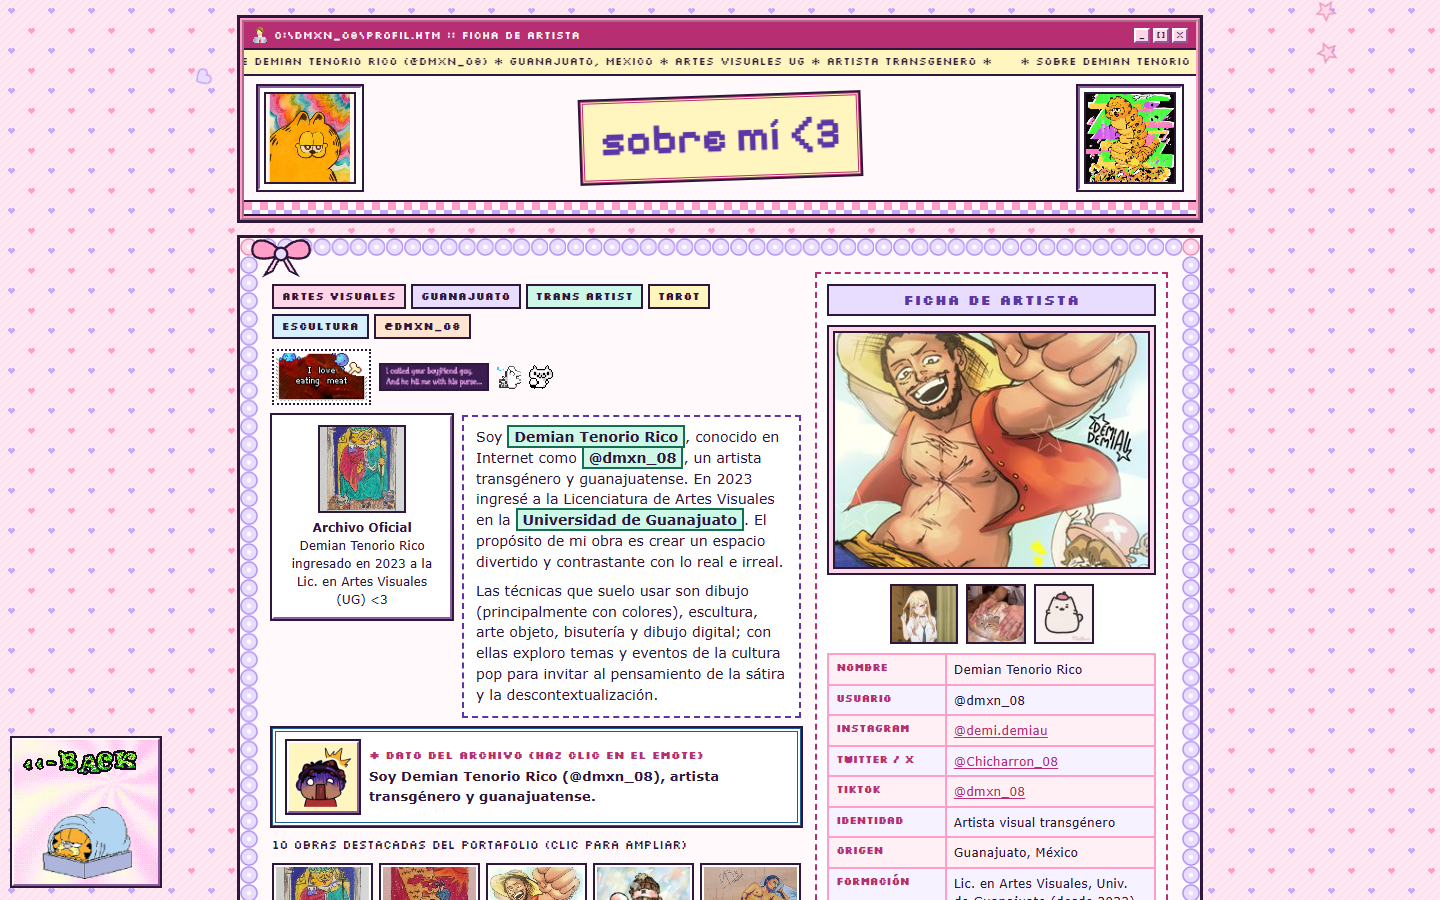 O:\DMXN_08\PROFIL.HTM :: FICHA DE ARTISTA
E DEMIAN TENORIO RICO (@DMXN_08) * GUANAJUATO, MEXICO * ARTES VISUALES UG * ARTISTA TRANSGENERO * * SOBRE DEMIAN TENORIO
sobre mí <3
ARTES VISUALES
GUANAJUATO
TRANS ARTIST
TAROT
ESCULTURA
@DMXN_08
I love
eating meat
I called your boyfriend gay,
And he hit me with his purse...
Archivo Oficial
Demian Tenorio Rico
ingresado en 2023 a la
Lic. en Artes Visuales
(UG) <3
Soy Demian Tenorio Rico, conocido en
Internet como @dmxn_08, un artista
transgénero y guanajuatense. En 2023
ingresé a la Licenciatura de Artes Visuales
en la Universidad de Guanajuato. El
propósito de mi obra es crear un espacio
divertido y contrastante con lo real e irreal.
Las técnicas que suelo usar son dibujo
(principalmente con colores), escultura,
arte objeto, bisutería y dibujo digital; con
ellas exploro temas y eventos de la cultura
pop para invitar al pensamiento de la sátira
y la descontextualización.
* DATO DEL ARCHIVO (HAZ CLIC EN EL EMOTE)
Soy Demian Tenorio Rico (@dmxn_08), artista
transgénero y guanajuatense.
10 OBRAS DESTACADAS DEL PORTAFOLIO (CLIC PARA AMPLIAR)
FICHA DE ARTISTA
DEMIAN
DEMIAU
NOMBRE Demian Tenorio Rico
USUARIO @dmxn_08
INSTAGRAM @demi.demiau
TWITTER / X @Chicharron_08
TIKTOK @dmxn_08
IDENTIDAD Artista visual transgénero
ORIGEN Guanajuato, México
FORMACIÓN Lic. en Artes Visuales, Univ.
de Guanajuato (desde 2023)
<<-BACK